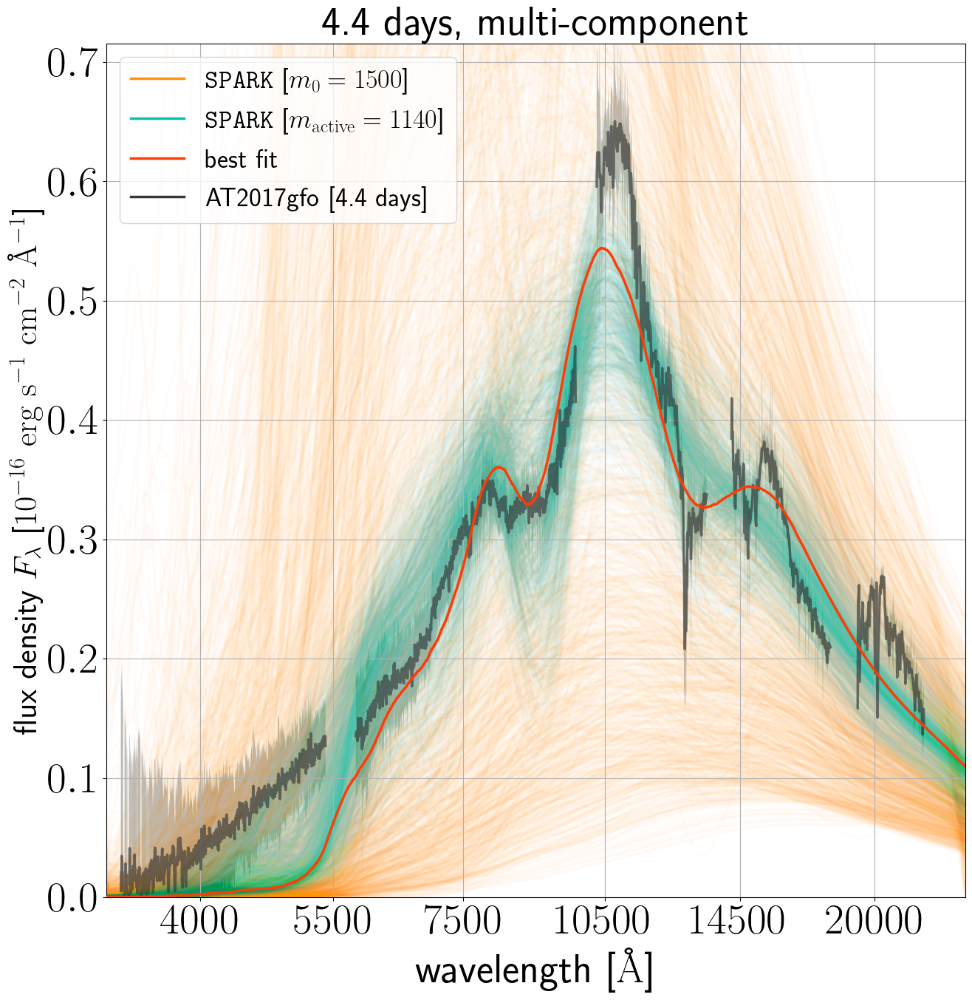 4.4 days, multi-component
SPARK [m₀ = 1500]
SPARK [m_active = 1140]
best fit
AT2017gfo [4.4 days]
flux density F_λ [10⁻¹⁶ erg s⁻¹ cm⁻² Å⁻¹]
0.7
0.6
0.5
0.4
0.3
0.2
0.1
0.0
4000 5500 7500 10500 14500 20000
wavelength [Å]